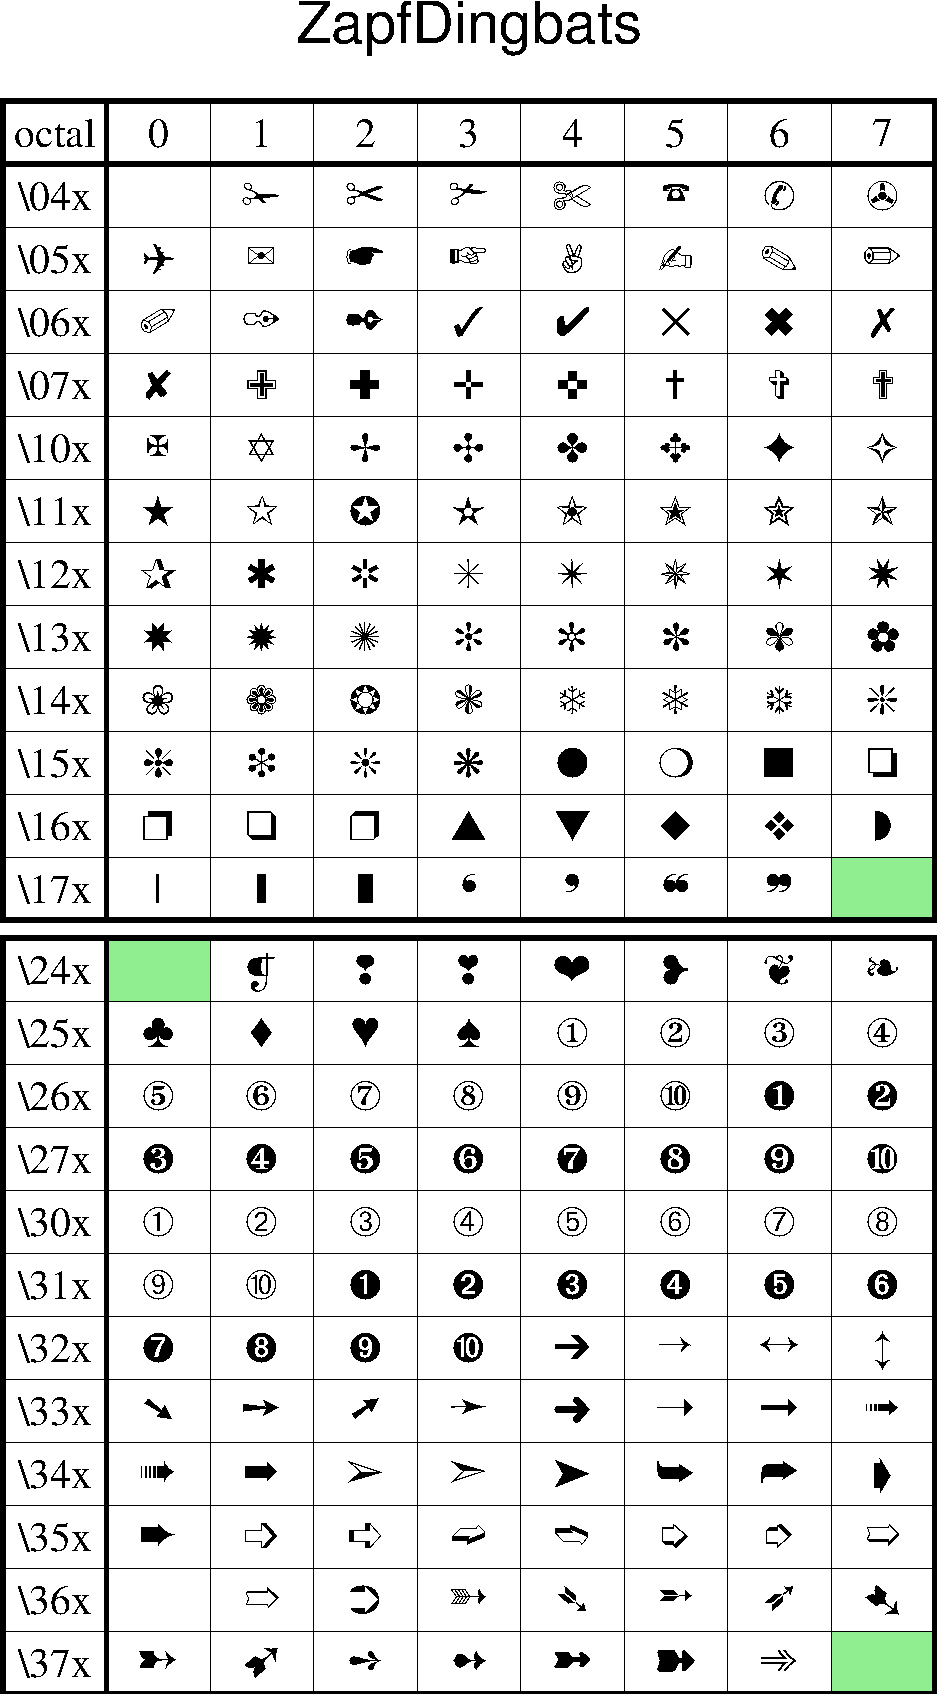 ZapfDingbats
octal 0 1 2 3 4 5 6 7
\04x ✁ ✂ ✃ ✄ ☎ ✆ ✇
\05x ✈ ✉ ☛ ☞ ✌ ✍ ✎ ✏
\06x ✐ ✑ ✒ ✓ ✔ ✕ ✖ ✗
\07x ✘ ✙ ✚ ✛ ✜ ✝ ✞ ✟
\10x ✠ ✡ ✢ ✣ ✤ ✥ ✦ ✧
\11x ★ ✩ ✪ ✫ ✬ ✭ ✮ ✯
\12x ✰ ✱ ✲ ✳ ✴ ✵ ✶ ✷
\13x ✸ ✹ ✺ ✻ ✼ ✽ ✾ ✿
\14x ❀ ❁ ❂ ❃ ❄ ❅ ❆ ❇
\15x ❈ ❉ ❊ ❋ ● ❍ ■ ❏
\16x ❐ ❑ ❒ ▲ ▼ ◆ ❖ ◗
\17x ❘ ❙ ❚ ❛ ❜ ❝ ❞
\24x ❡ ❢ ❣ ❤ ❥ ❦ ❧
\25x ♣ ♦ ♥ ♠ ① ② ③ ④
\26x ⑤ ⑥ ⑦ ⑧ ⑨ ⑩ ❶ ❷
\27x ❸ ❹ ❺ ❻ ❼ ❽ ❾ ❿
\30x ➀ ➁ ➂ ➃ ➄ ➅ ➆ ➇
\31x ➈ ➉ ➊ ➋ ➌ ➍ ➎ ➏
\32x ➐ ➑ ➒ ➓ ➔ → ↔ ↕
\33x ➘ ➙ ➚ ➛ ➜ ➝ ➞ ➟
\34x ➠ ➡ ➢ ➣ ➤ ➥ ➦ ➧
\35x ➨ ➩ ➪ ➫ ➬ ➭ ➮ ➯
\36x ➱ ➲ ➳ ➴ ➵ ➶ ➷
\37x ➸ ➹ ➺ ➻ ➼ ➽ ➾